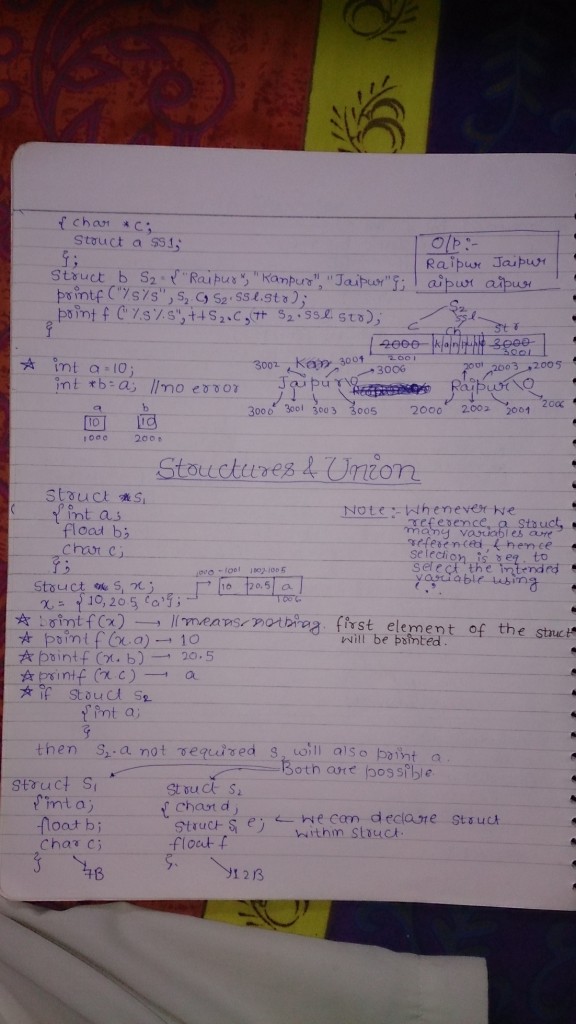 { char *c;
struct a ss1;
};
struct b s2 = {"Raipur", "Kanpur", "Jaipur"};
printf("%s%s", s2.c, s2.ss1.str);
printf("%s%s", ++s2.c, ++s2.ss1.str);
}
O/P:-
Raipur Jaipur
aipur aipur
S2
c ss1
ch str
2000 K a n p u r 3000
2001 3001
☆ int a=10;
int *b=a; //no error
a b
10 10
1000 2000
3002 Kan 3004 3006
Jaipur\0
3000 3001 3003 3005
2001 2003 2005
Raipur\0
2000 2002 2004 2006
Structures & Union
struct s1
{ int a;
float b;
char c;
};
struct s1 x;
x = {10, 20.5, 'a'};
1000-1001 1002-1005
10 20.5 a
1006
Note:- Whenever we
reference a struct,
many variables are
referenced, & hence
selection is req. to
select the intended
variable using
(.).
☆ printf(x) → //means nothing. first element of the struct
will be printed.
☆ printf(x.a) → 10
☆ printf(x.b) → 20.5
☆ printf(x.c) → a
☆ if struct s2
{ int a;
}
then s2.a not required s2 will also print a.
Both are possible
struct s1
{ int a;
float b;
char c;
}
7B
struct s2
{ char d;
struct s1 e; ← we can declare struct
within struct.
float f
};
12B